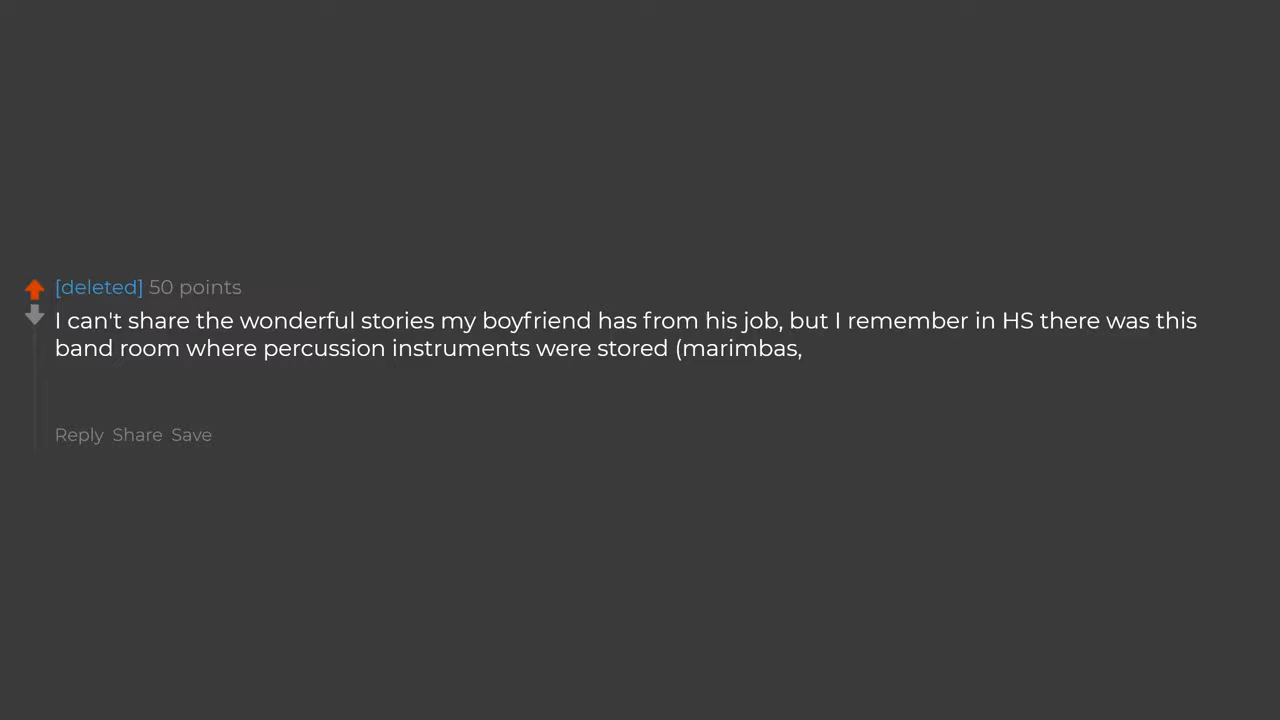 [deleted] 50 points
I can't share the wonderful stories my boyfriend has from his job, but I remember in HS there was this
band room where percussion instruments were stored (marimbas,
Reply Share Save